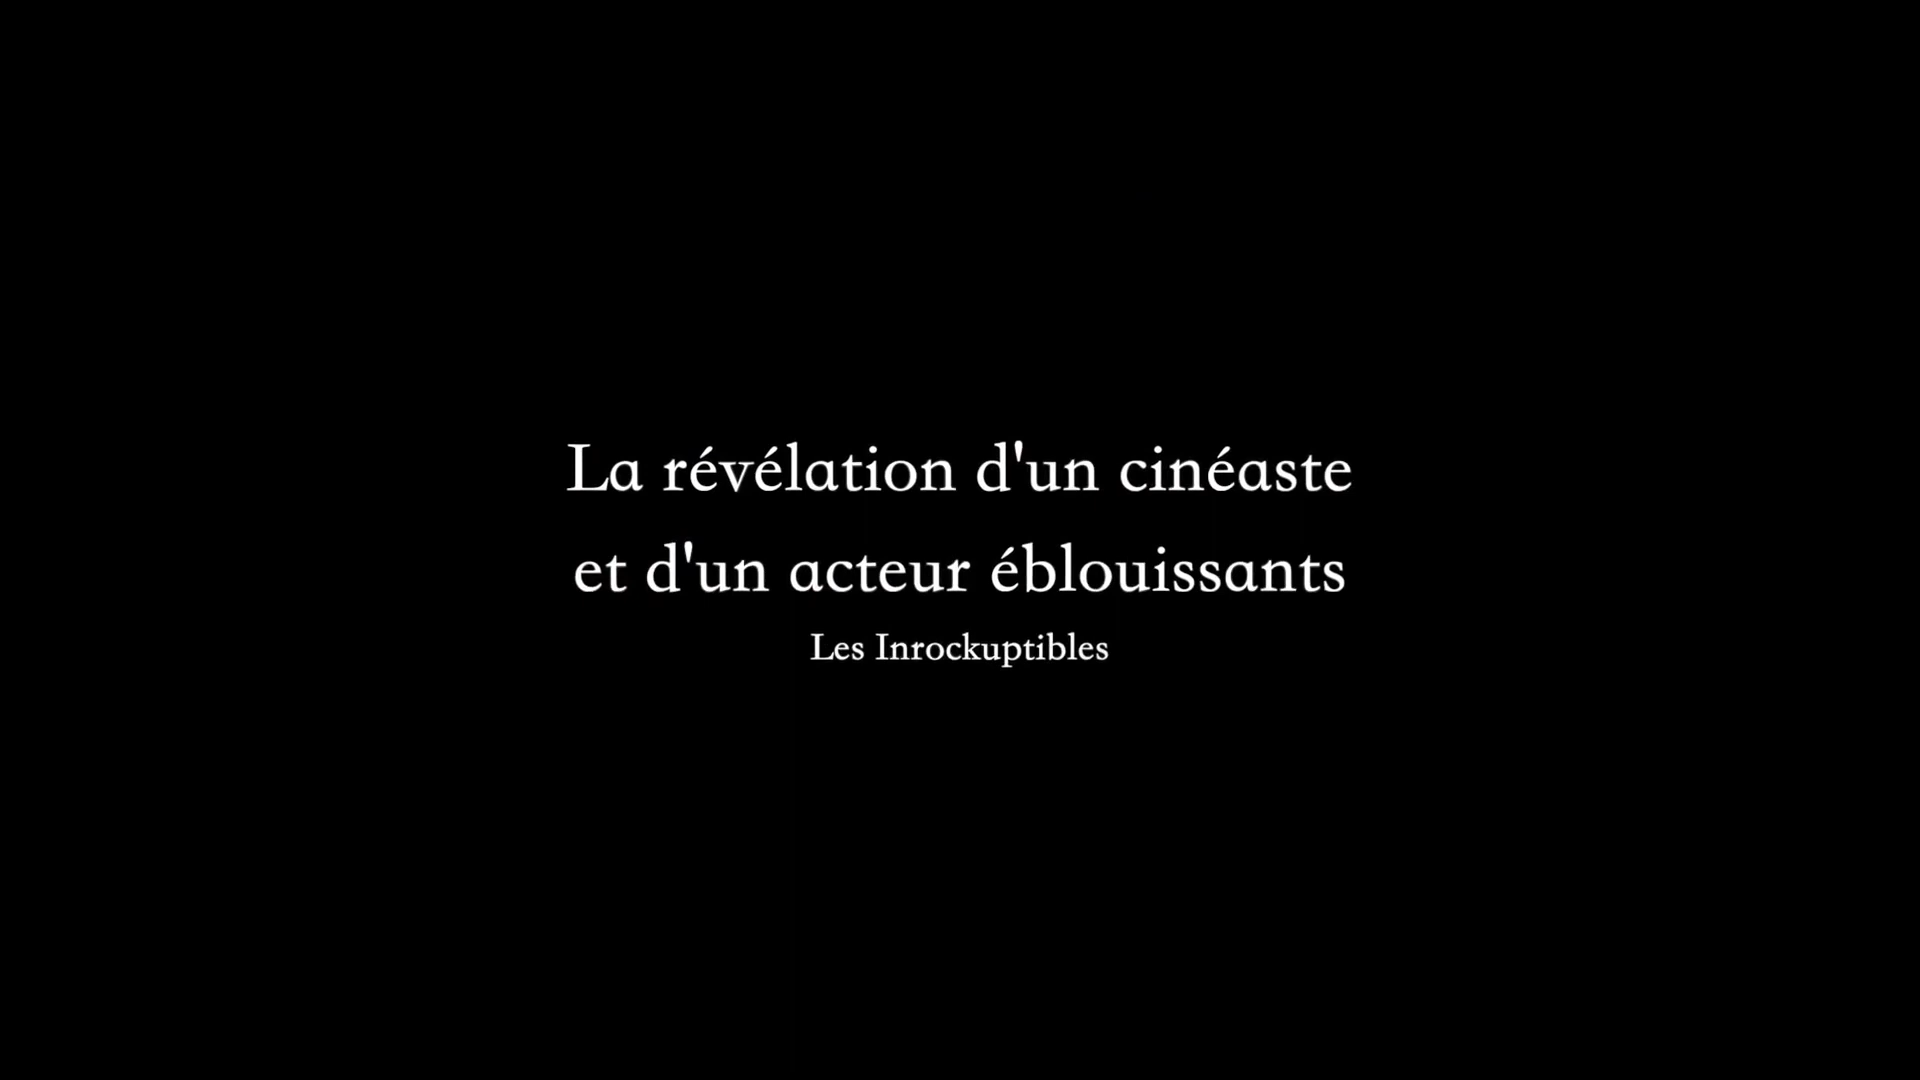 La révélation d'un cinéaste
et d'un acteur éblouissants
Les Inrockuptibles